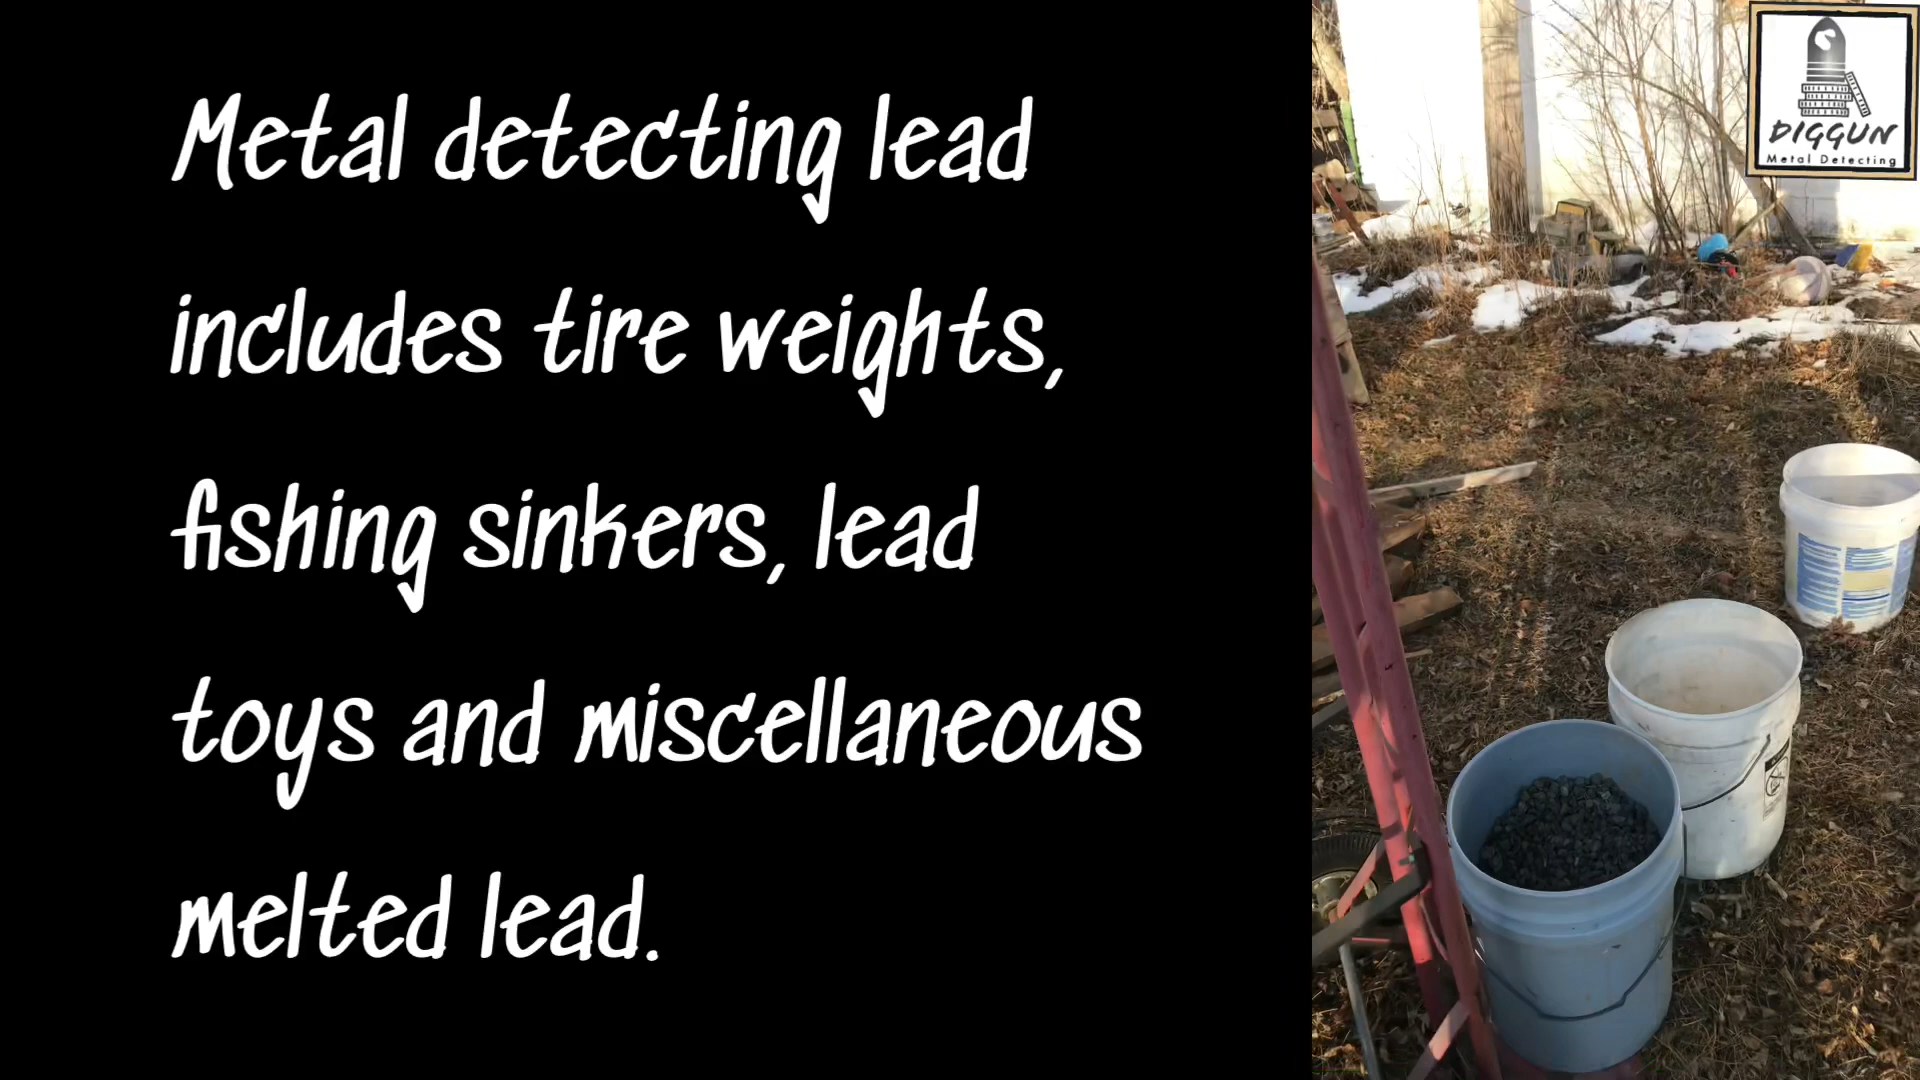 Metal detecting lead
includes tire weights,
fishing sinkers, lead
toys and miscellaneous
melted lead.
DIGGUN
Metal Detecting